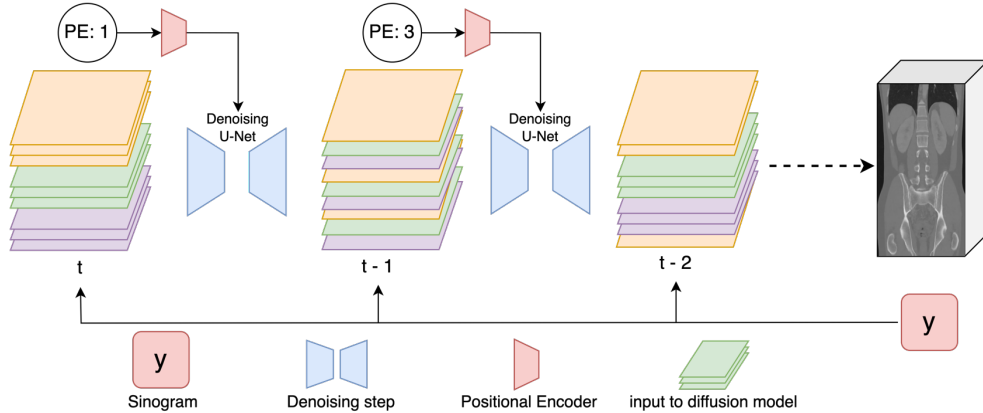 PE: 1
PE: 3
Denoising
U-Net
Denoising
U-Net
t
t - 1
t - 2
y
y
Sinogram
Denoising step
Positional Encoder
input to diffusion model